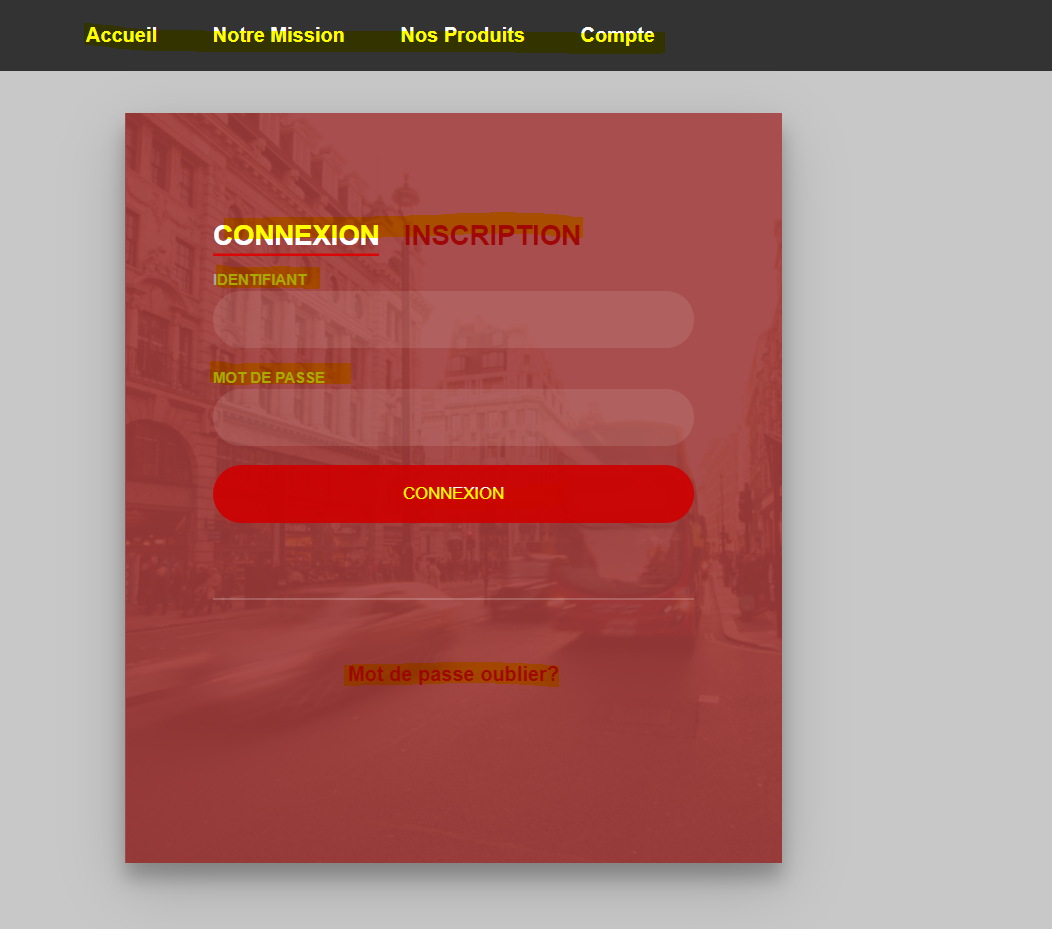 Accueil Notre Mission Nos Produits Compte
CONNEXION INSCRIPTION
IDENTIFIANT
MOT DE PASSE
CONNEXION
Mot de passe oublier?